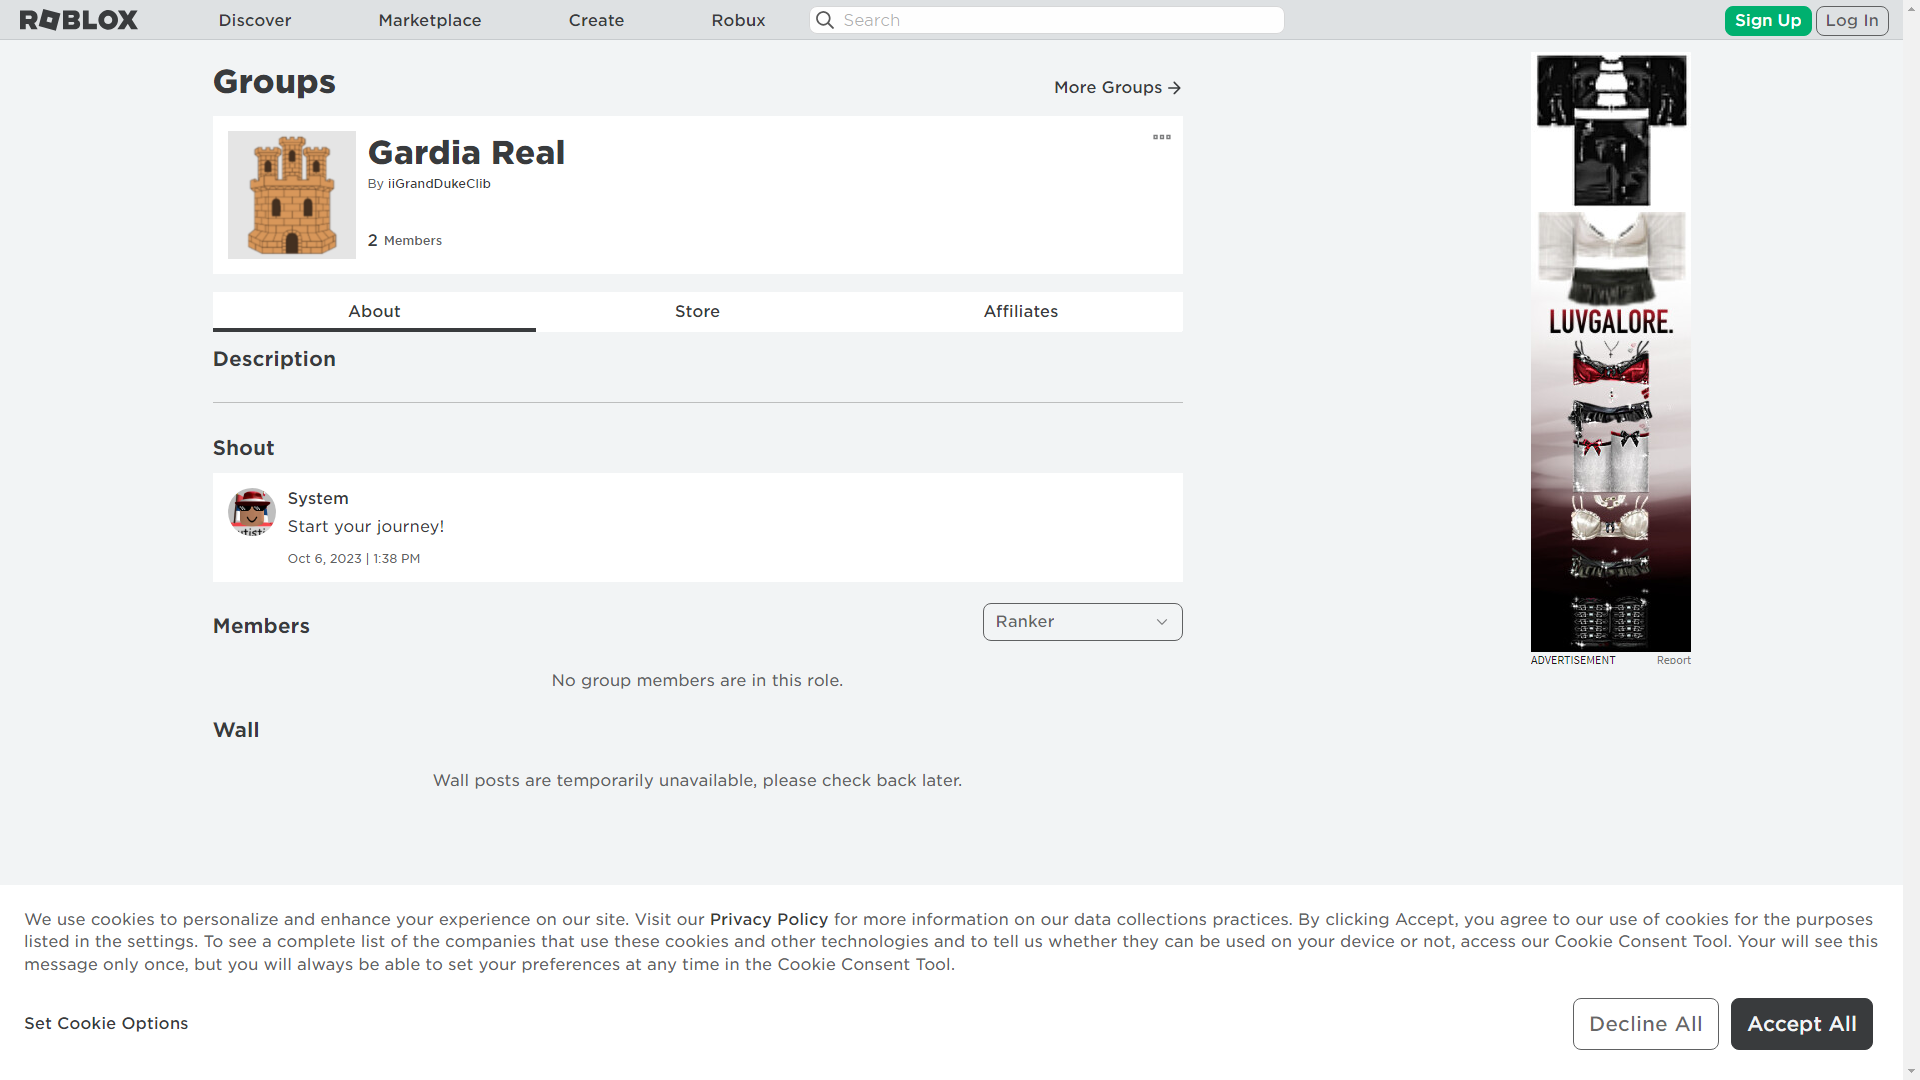 ROBLOX
Discover
Marketplace
Create
Robux
Search
Sign Up
Log In
Groups
More Groups
Gardia Real
By iiGrandDukeClib
2 Members
About
Store
Affiliates
Description
Shout
System
Start your journey!
Oct 6, 2023 | 1:38 PM
Members
Ranker
No group members are in this role.
Wall
Wall posts are temporarily unavailable, please check back later.
LUVGALORE.
ADVERTISEMENT
Report
We use cookies to personalize and enhance your experience on our site. Visit our Privacy Policy for more information on our data collections practices. By clicking Accept, you agree to our use of cookies for the purposes
listed in the settings. To see a complete list of the companies that use these cookies and other technologies and to tell us whether they can be used on your device or not, access our Cookie Consent Tool. Your will see this
message only once, but you will always be able to set your preferences at any time in the Cookie Consent Tool.
Set Cookie Options
Decline All
Accept All